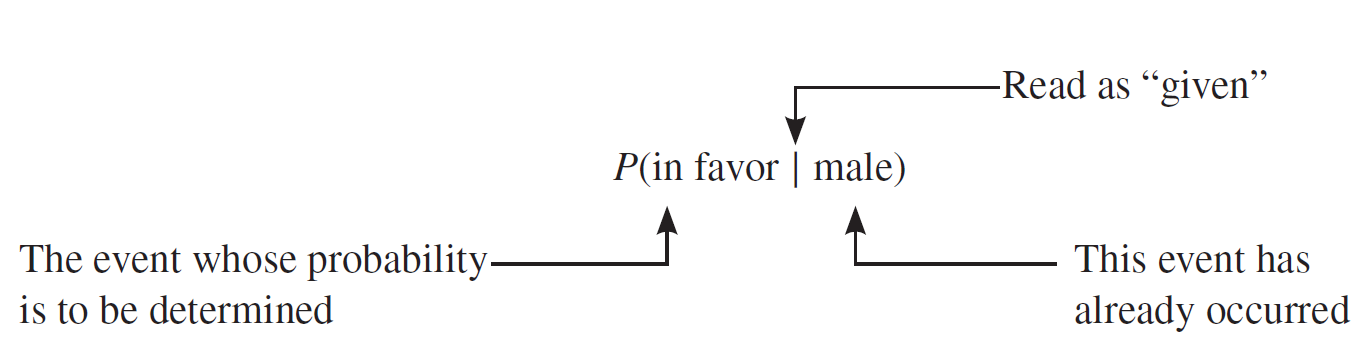 Read as “given”
P(in favor | male)
The event whose probability
is to be determined
This event has
already occurred